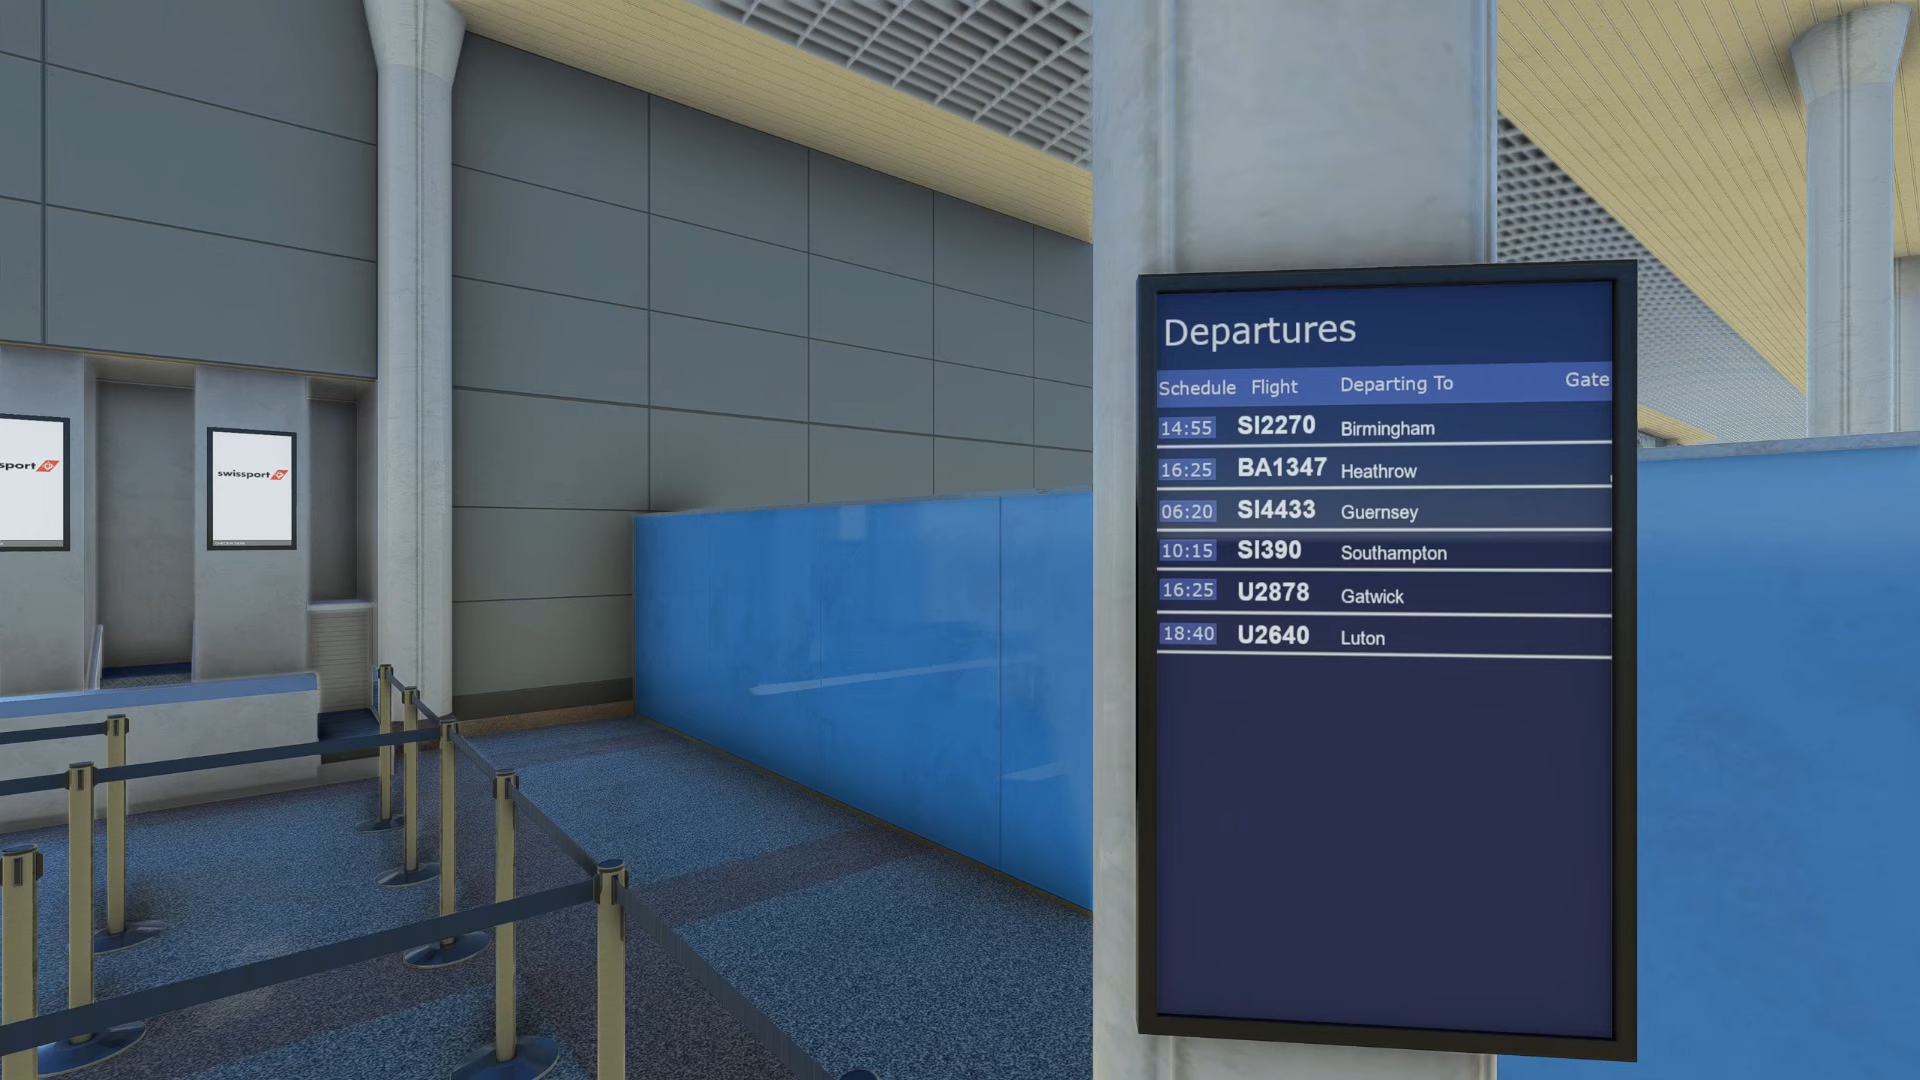 sport
swissport
Departures
Schedule Flight Departing To Gate
14:55 SI2270 Birmingham
16:25 BA1347 Heathrow
06:20 SI4433 Guernsey
10:15 SI390 Southampton
16:25 U2878 Gatwick
18:40 U2640 Luton